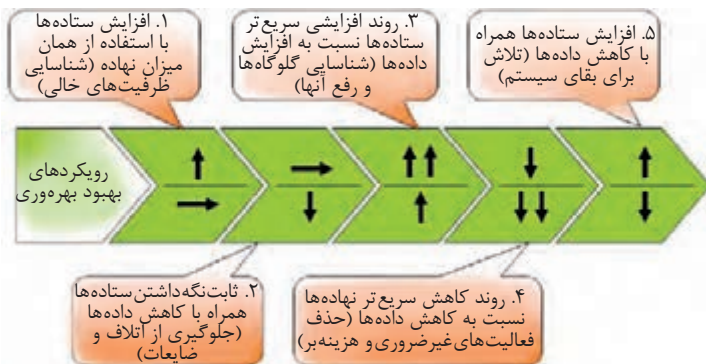 رویکردهای
بهبود بهره‌وری
۱. افزایش ستاده‌ها
با استفاده از همان
میزان نهاده (شناسایی
ظرفیت‌های خالی)
۲. ثابت‌نگه‌داشتن ستاده‌ها
همراه با کاهش داده‌ها
(جلوگیری از اتلاف و
ضایعات)
۳. روند افزایشی سریع‌تر
ستاده‌ها نسبت به افزایش
داده‌ها (شناسایی گلوگاه‌ها
و رفع آنها)
۴. روند کاهش سریع‌تر نهاده‌ها
نسبت به کاهش داده‌ها (حذف
فعالیت‌های غیرضروری و هزینه‌بر)
۵. افزایش ستاده‌ها همراه
با کاهش داده‌ها (تلاش
برای بقای سیستم)